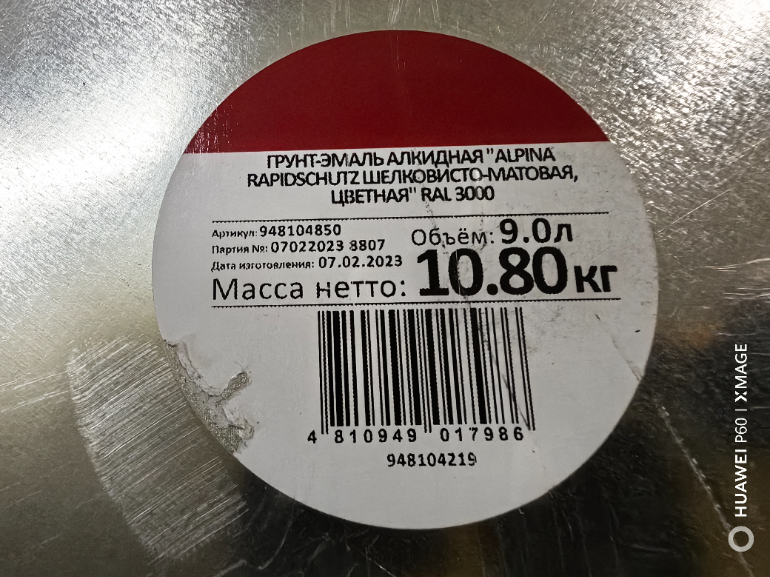 ГРУНТ-ЭМАЛЬ АЛКИДНАЯ "ALPINA
RAPIDSCHUTZ ШЕЛКОВИСТО-МАТОВАЯ,
ЦВЕТНАЯ" RAL 3000
Артикул: 948104850
Партия №: 07022023 8807
Объём: 9.0л
Дата изготовления: 07.02.2023
Масса нетто: 10.80кг
4 810949 017986
948104219
HUAWEI P60 | XMAGE